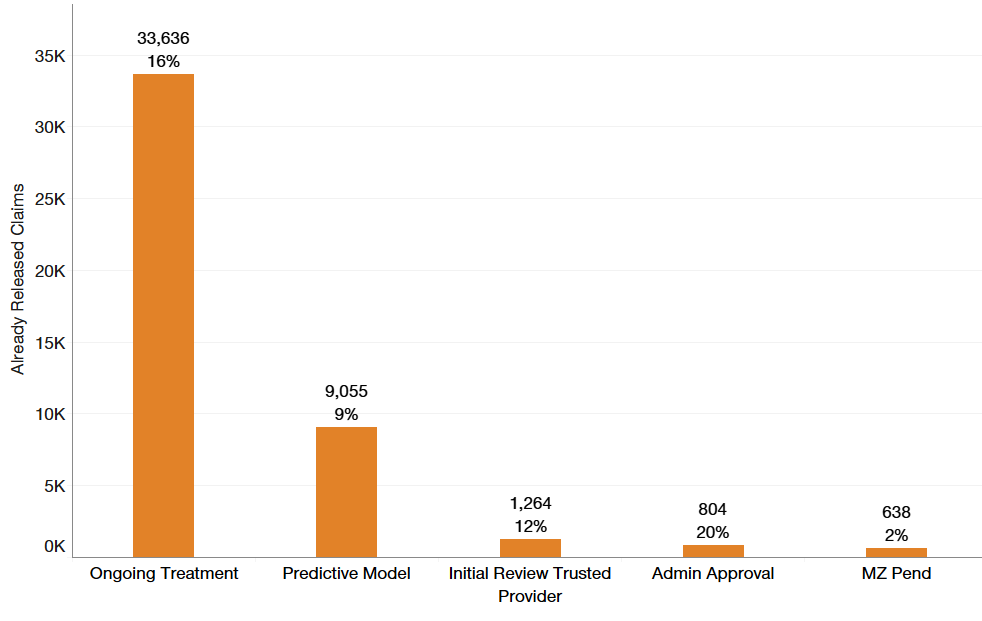 Already Released Claims
35K
30K
25K
20K
15K
10K
5K
0K
33,636
16%
9,055
9%
1,264
12%
804
20%
638
2%
Ongoing Treatment
Predictive Model
Initial Review Trusted
Provider
Admin Approval
MZ Pend